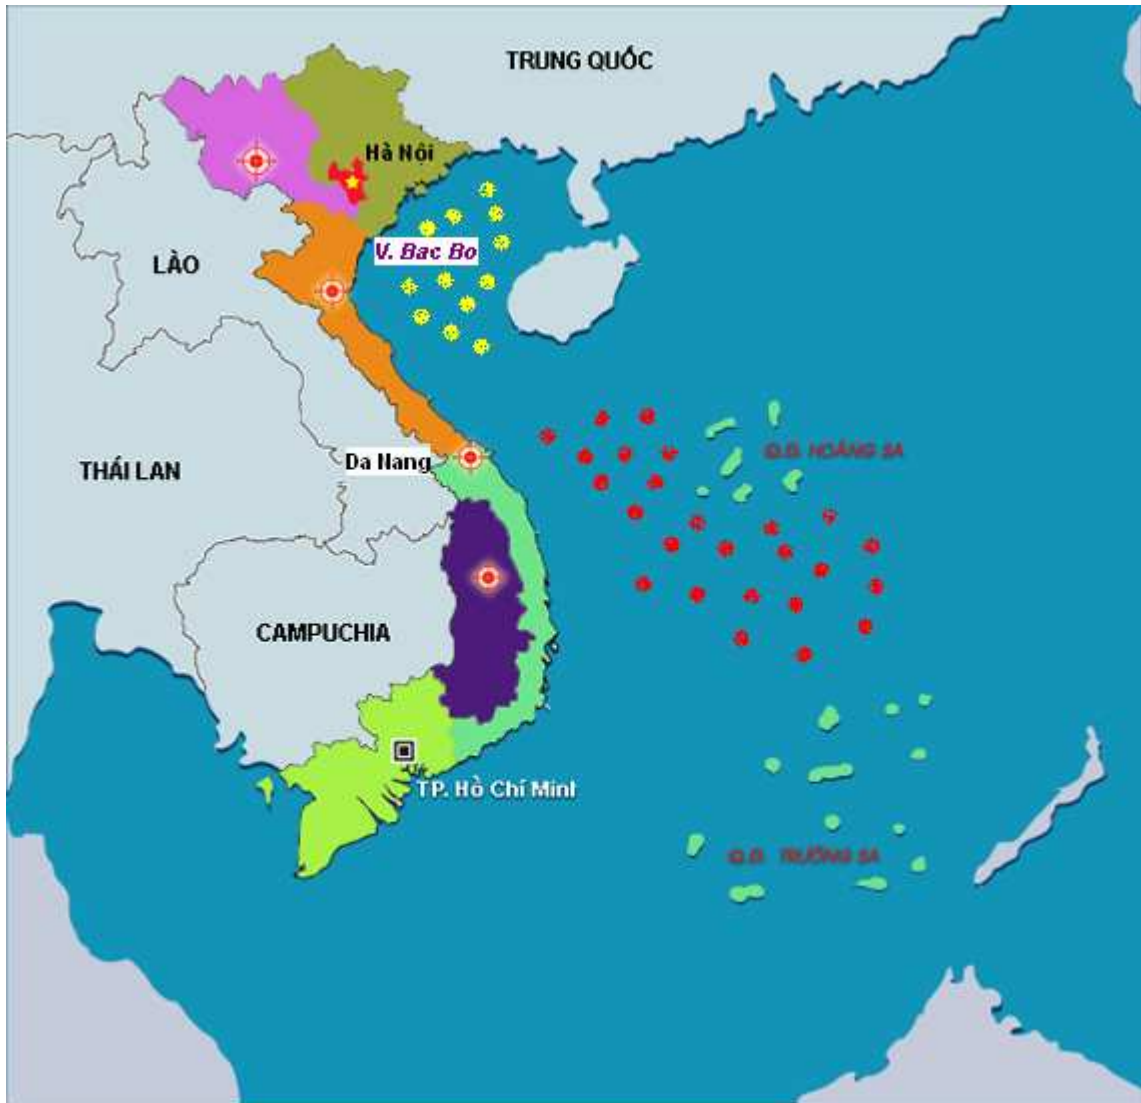 TRUNG QUỐC
Hà Nội
V. Bac Bo
LÀO
Q.D. HOÀNG SA
Da Nang
THÁI LAN
CAMPUCHIA
TP. Hồ Chí Minh
Q.D. TRƯỜNG SA